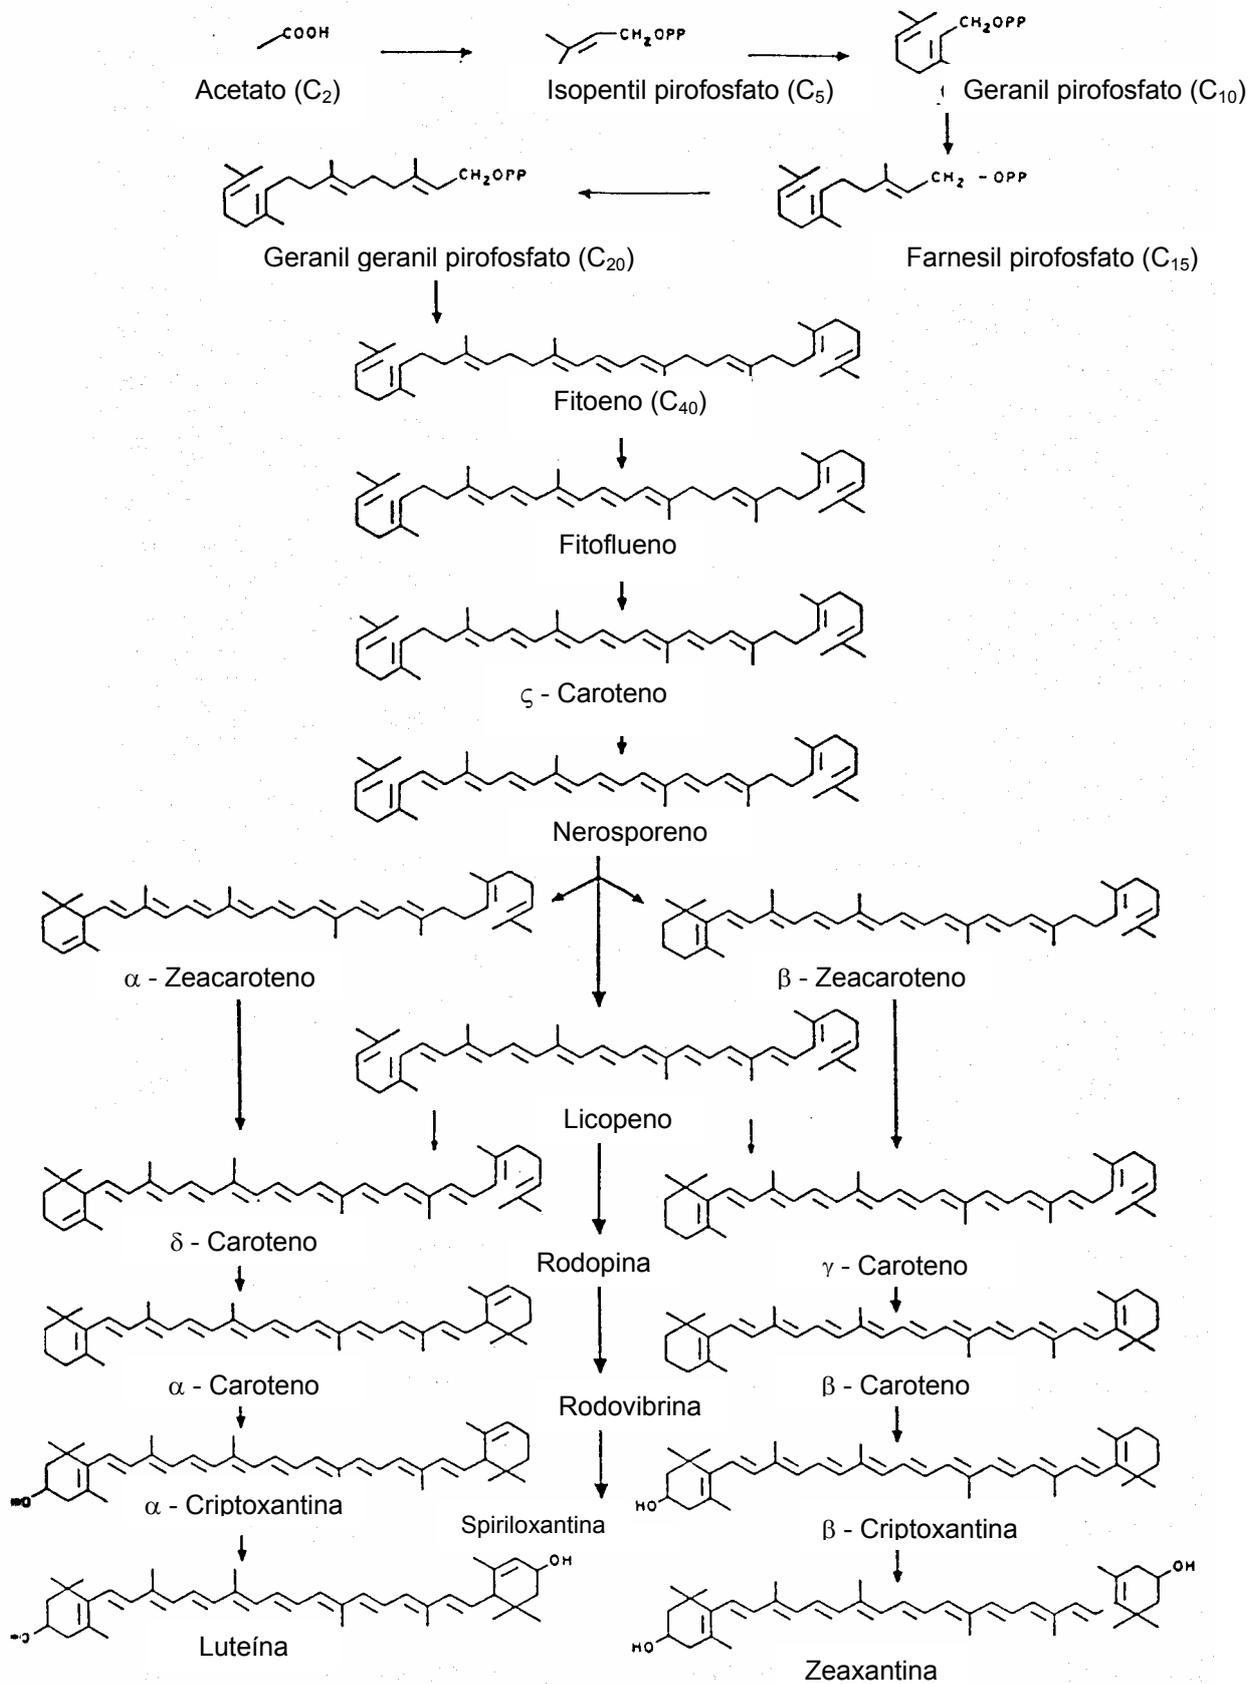 COOH
CH2OPP
CH2OPP
Acetato (C2)
Isopentil pirofosfato (C5)
Geranil pirofosfato (C10)
CH2OPP
CH2 - OPP
Geranil geranil pirofosfato (C20)
Farnesil pirofosfato (C15)
Fitoeno (C40)
Fitoflueno
ς - Caroteno
Nerosporeno
α - Zeacaroteno
β - Zeacaroteno
Licopeno
δ - Caroteno
Rodopina
γ - Caroteno
α - Caroteno
β - Caroteno
Rodovibrina
HO
α - Criptoxantina
HO
Spiriloxantina
β - Criptoxantina
OH
OH
Luteína
HO
Zeaxantina